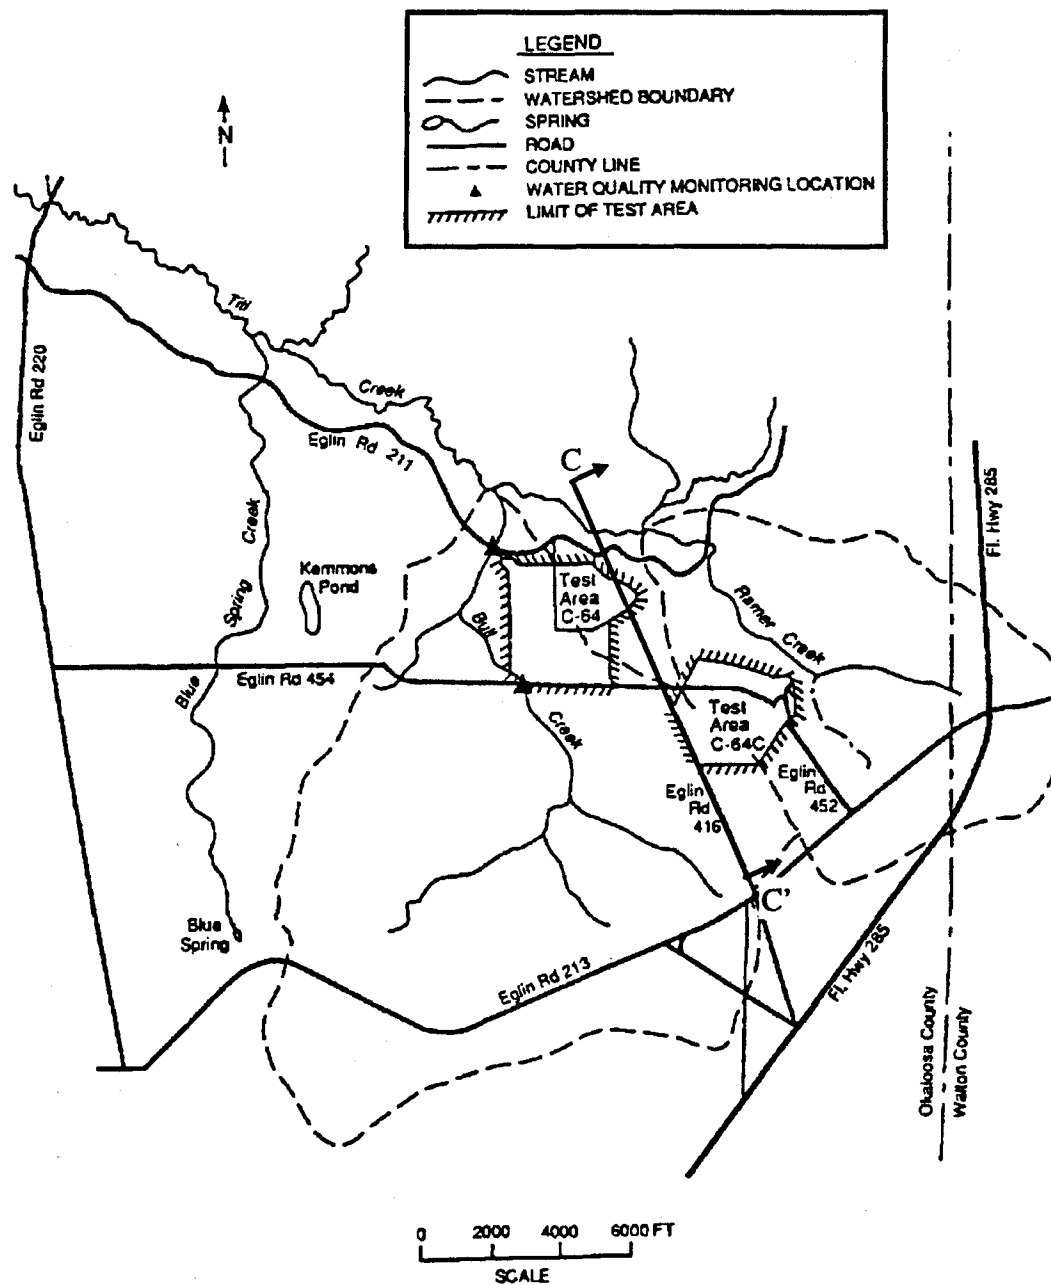 LEGEND
STREAM
WATERSHED BOUNDARY
SPRING
ROAD
COUNTY LINE
WATER QUALITY MONITORING LOCATION
LIMIT OF TEST AREA
N
Titi
Creek
Eglin Rd 220
Eglin Rd 211
C
Fl. Hwy 285
Creek
Spring
Blue
Kemmons
Pond
Test
Area
C-64
Bull
Creek
Ramer Creek
Eglin Rd 454
Test
Area
C-64C
Eglin
Rd
416
Eglin
Rd
452
C'
Blue
Spring
Eglin Rd 213
Fl. Hwy 285
Okaloosa County
Walton County
0 2000 4000 6000 FT
SCALE